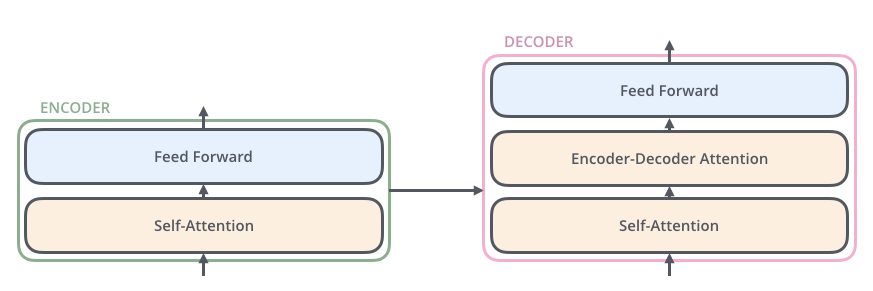 ENCODER
Feed Forward
Self-Attention
DECODER
Feed Forward
Encoder-Decoder Attention
Self-Attention